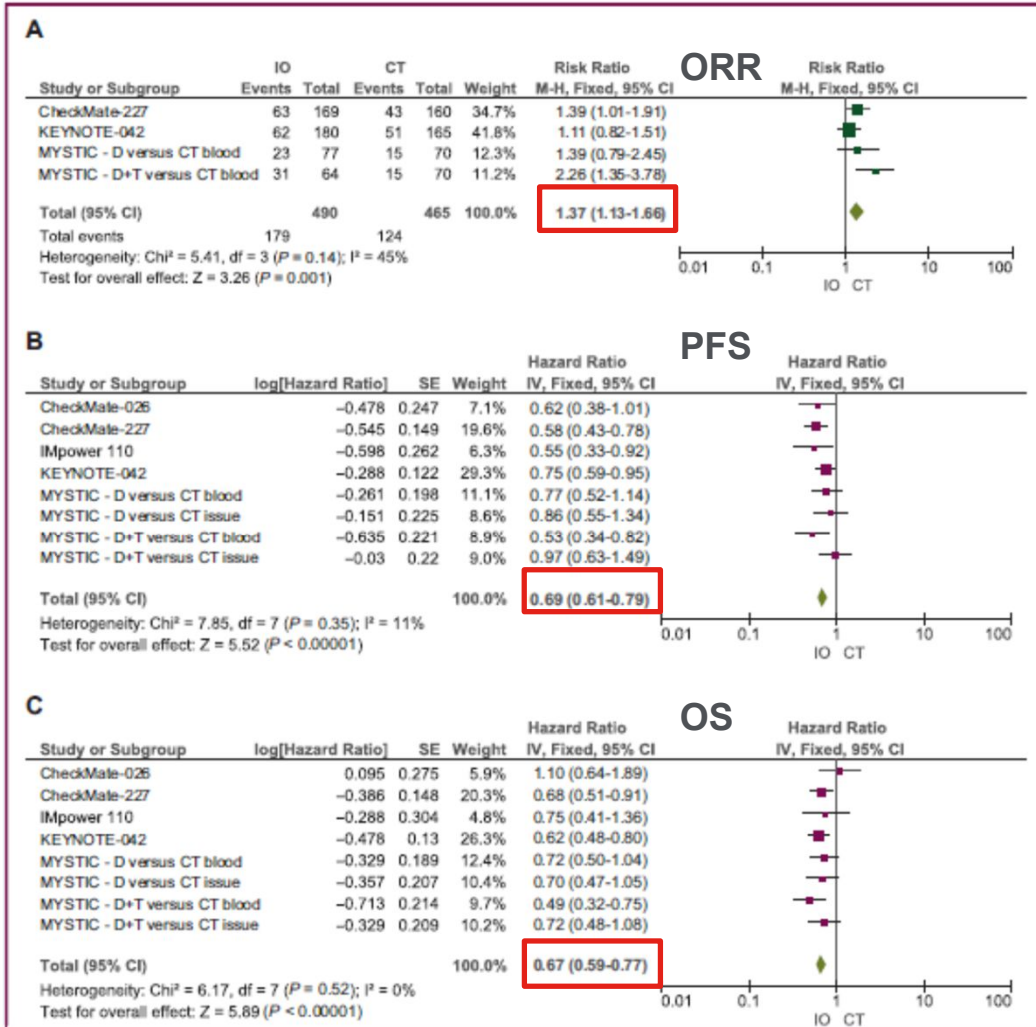 A
IO CT Risk Ratio ORR Risk Ratio
Study or Subgroup Events Total Events Total Weight M-H, Fixed, 95% CI M-H, Fixed, 95% CI
CheckMate-227 63 169 43 160 34.7% 1.39 (1.01-1.91)
KEYNOTE-042 62 180 51 165 41.8% 1.11 (0.82-1.51)
MYSTIC - D versus CT blood 23 77 15 70 12.3% 1.39 (0.79-2.45)
MYSTIC - D+T versus CT blood 31 64 15 70 11.2% 2.26 (1.35-3.78)
Total (95% CI) 490 465 100.0% 1.37 (1.13-1.66)
Total events 179 124
Heterogeneity: Chi² = 5.41, df = 3 (P = 0.14); I² = 45%
Test for overall effect: Z = 3.26 (P = 0.001)
0.01 0.1 1 10 100
IO CT
B
Hazard Ratio PFS Hazard Ratio
Study or Subgroup log[Hazard Ratio] SE Weight IV, Fixed, 95% CI IV, Fixed, 95% CI
CheckMate-026 −0.478 0.247 7.1% 0.62 (0.38-1.01)
CheckMate-227 −0.545 0.149 19.6% 0.58 (0.43-0.78)
IMpower 110 −0.598 0.262 6.3% 0.55 (0.33-0.92)
KEYNOTE-042 −0.288 0.122 29.3% 0.75 (0.59-0.95)
MYSTIC - D versus CT blood −0.261 0.198 11.1% 0.77 (0.52-1.14)
MYSTIC - D versus CT issue −0.151 0.225 8.6% 0.86 (0.55-1.34)
MYSTIC - D+T versus CT blood −0.635 0.221 8.9% 0.53 (0.34-0.82)
MYSTIC - D+T versus CT issue −0.03 0.22 9.0% 0.97 (0.63-1.49)
Total (95% CI) 100.0% 0.69 (0.61-0.79)
Heterogeneity: Chi² = 7.85, df = 7 (P = 0.35); I² = 11%
Test for overall effect: Z = 5.52 (P < 0.00001)
0.01 0.1 1 10 100
IO CT
C
Hazard Ratio OS Hazard Ratio
Study or Subgroup log[Hazard Ratio] SE Weight IV, Fixed, 95% CI IV, Fixed, 95% CI
CheckMate-026 0.095 0.275 5.9% 1.10 (0.64-1.89)
CheckMate-227 −0.386 0.148 20.3% 0.68 (0.51-0.91)
IMpower 110 −0.288 0.304 4.8% 0.75 (0.41-1.36)
KEYNOTE-042 −0.478 0.13 26.3% 0.62 (0.48-0.80)
MYSTIC - D versus CT blood −0.329 0.189 12.4% 0.72 (0.50-1.04)
MYSTIC - D versus CT issue −0.357 0.207 10.4% 0.70 (0.47-1.05)
MYSTIC - D+T versus CT blood −0.713 0.214 9.7% 0.49 (0.32-0.75)
MYSTIC - D+T versus CT issue −0.329 0.209 10.2% 0.72 (0.48-1.08)
Total (95% CI) 100.0% 0.67 (0.59-0.77)
Heterogeneity: Chi² = 6.17, df = 7 (P = 0.52); I² = 0%
Test for overall effect: Z = 5.89 (P < 0.00001)
0.01 0.1 1 10 100
IO CT